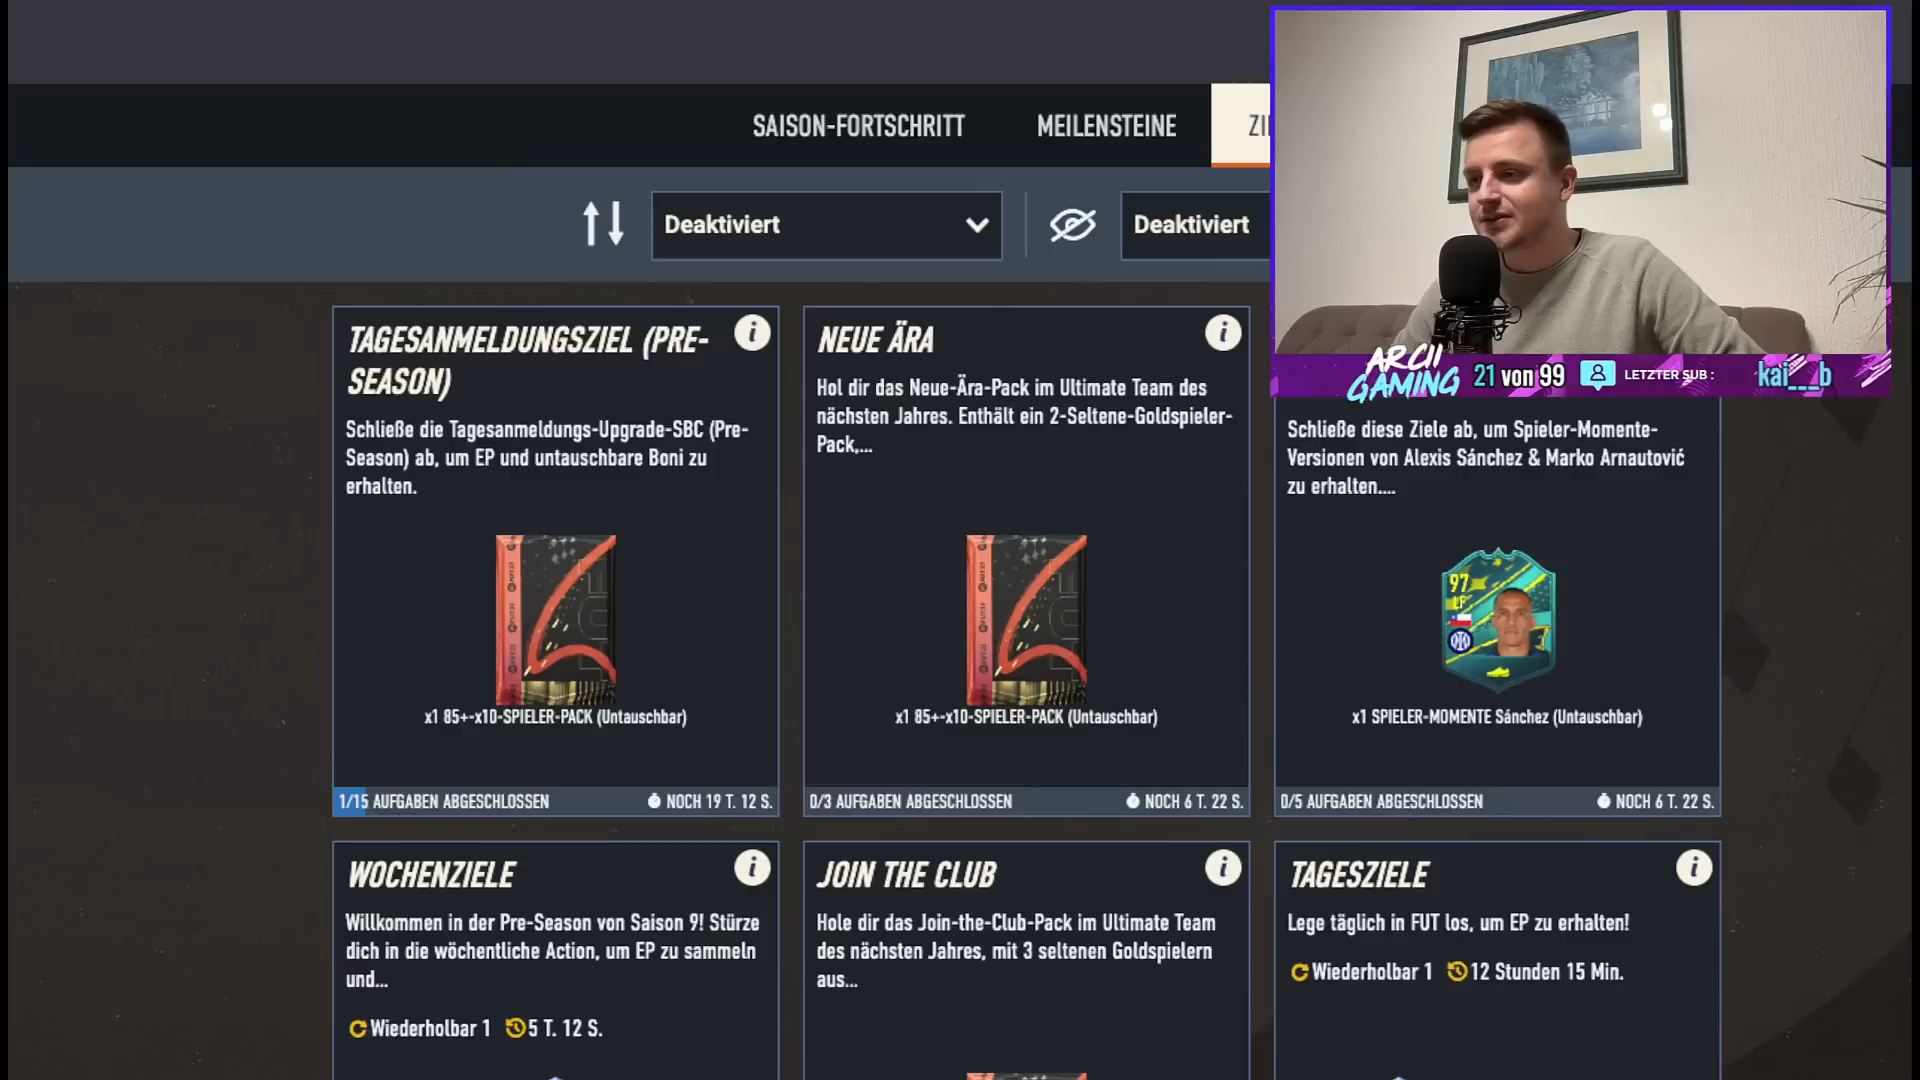 SAISON-FORTSCHRITT
MEILENSTEINE
ZI
Deaktiviert
Deaktiviert
ARCII
GAMING
21 von 99
LETZTER SUB :
kai___b
TAGESANMELDUNGSZIEL (PRE-
SEASON)
Schließe die Tagesanmeldungs-Upgrade-SBC (Pre-
Season) ab, um EP und untauschbare Boni zu
erhalten.
x1 85+-x10-SPIELER-PACK (Untauschbar)
1/15 AUFGABEN ABGESCHLOSSEN
NOCH 19 T. 12 S.
NEUE ÄRA
Hol dir das Neue-Ära-Pack im Ultimate Team des
nächsten Jahres. Enthält ein 2-Seltene-Goldspieler-
Pack,...
x1 85+-x10-SPIELER-PACK (Untauschbar)
0/3 AUFGABEN ABGESCHLOSSEN
NOCH 6 T. 22 S.
Schließe diese Ziele ab, um Spieler-Momente-
Versionen von Alexis Sánchez & Marko Arnautović
zu erhalten....
97
LF
x1 SPIELER-MOMENTE Sánchez (Untauschbar)
0/5 AUFGABEN ABGESCHLOSSEN
NOCH 6 T. 22 S.
WOCHENZIELE
Willkommen in der Pre-Season von Saison 9! Stürze
dich in die wöchentliche Action, um EP zu sammeln
und...
Wiederholbar 1
5 T. 12 S.
JOIN THE CLUB
Hole dir das Join-the-Club-Pack im Ultimate Team
des nächsten Jahres, mit 3 seltenen Goldspielern
aus...
TAGESZIELE
Lege täglich in FUT los, um EP zu erhalten!
Wiederholbar 1
12 Stunden 15 Min.